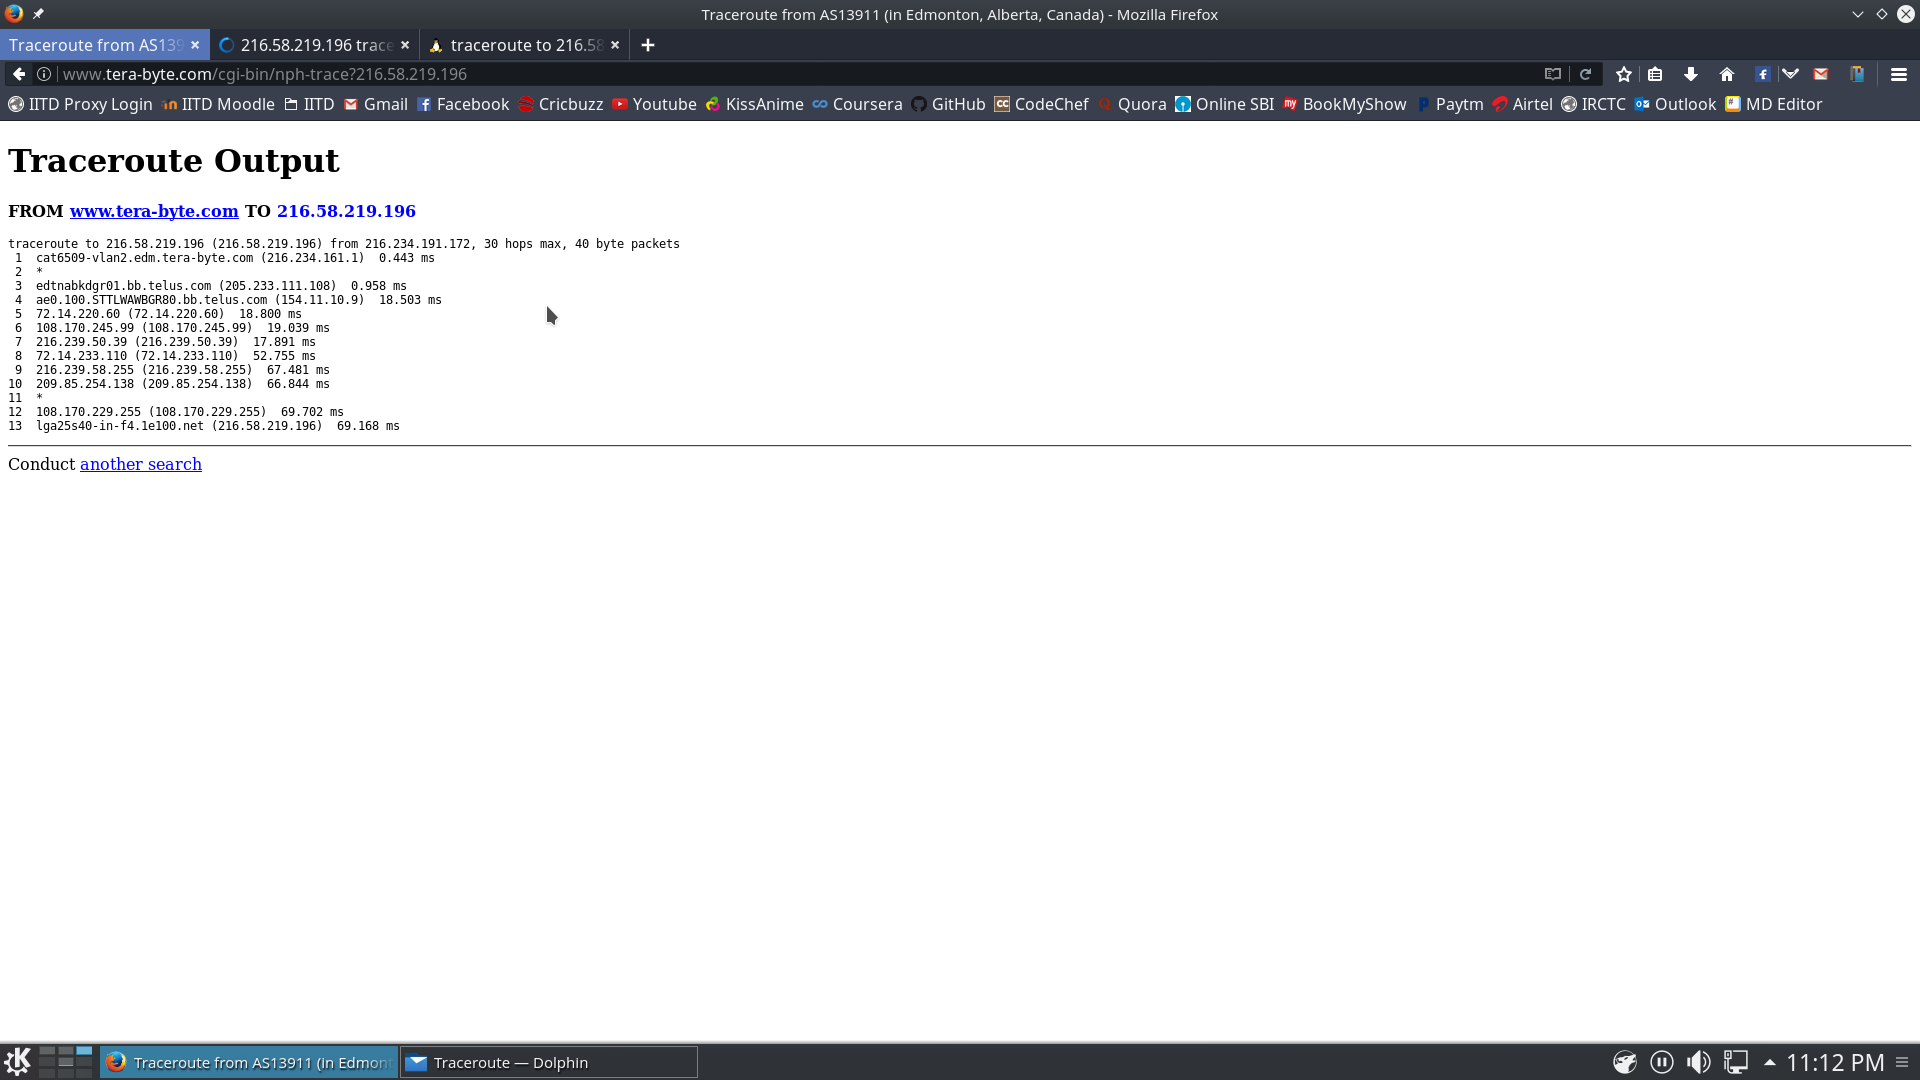 Traceroute from AS13911 (in Edmonton, Alberta, Canada) - Mozilla Firefox
Traceroute from AS139 216.58.219.196 trace traceroute to 216.58
www.tera-byte.com/cgi-bin/nph-trace?216.58.219.196
IITD Proxy Login IITD Moodle IITD Gmail Facebook Cricbuzz Youtube KissAnime Coursera GitHub CodeChef Quora Online SBI BookMyShow Paytm Airtel IRCTC Outlook MD Editor
Traceroute Output
FROM www.tera-byte.com TO 216.58.219.196
traceroute to 216.58.219.196 (216.58.219.196) from 216.234.191.172, 30 hops max, 40 byte packets
1 cat6509-vlan2.edm.tera-byte.com (216.234.161.1) 0.443 ms
2 *
3 edtnabkdgr01.bb.telus.com (205.233.111.108) 0.958 ms
4 ae0.100.STTLWAWBGR80.bb.telus.com (154.11.10.9) 18.503 ms
5 72.14.220.60 (72.14.220.60) 18.800 ms
6 108.170.245.99 (108.170.245.99) 19.039 ms
7 216.239.50.39 (216.239.50.39) 17.891 ms
8 72.14.233.110 (72.14.233.110) 52.755 ms
9 216.239.58.255 (216.239.58.255) 67.481 ms
10 209.85.254.138 (209.85.254.138) 66.844 ms
11 *
12 108.170.229.255 (108.170.229.255) 69.702 ms
13 lga25s40-in-f4.1e100.net (216.58.219.196) 69.168 ms
Conduct another search
Traceroute from AS13911 (in Edmon Traceroute — Dolphin 11:12 PM